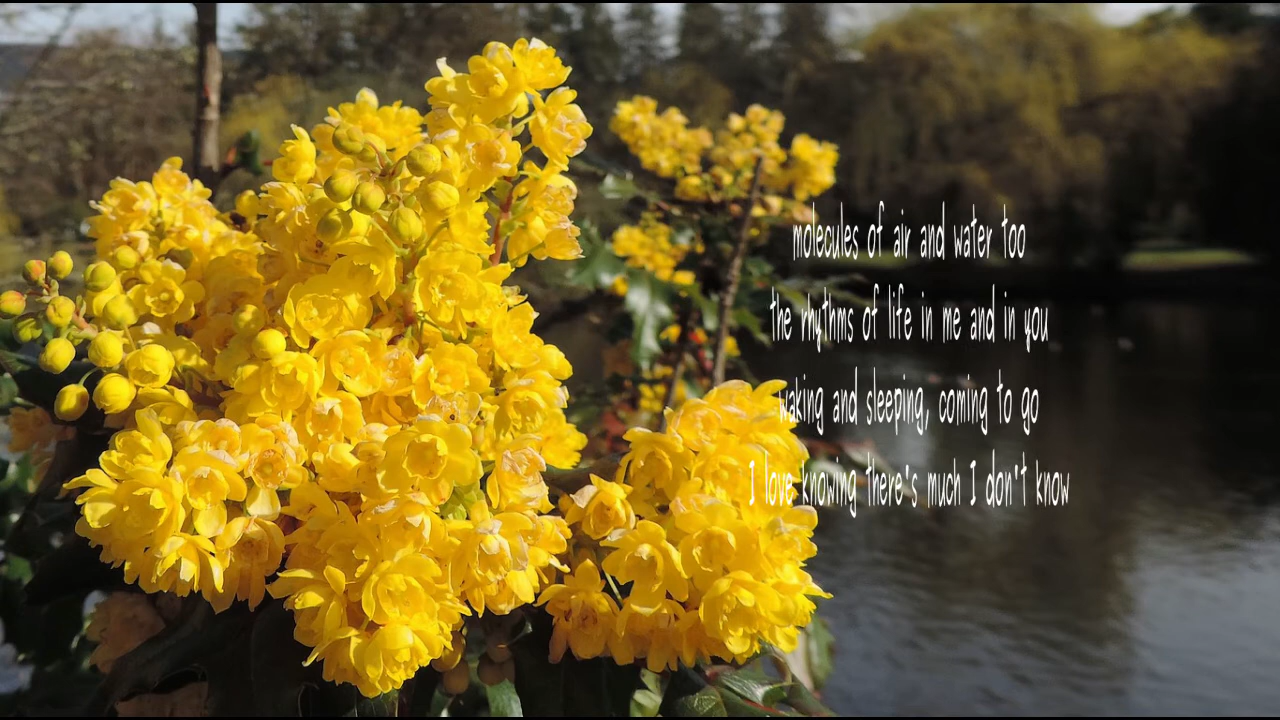 molecules of air and water too
the rhythms of life in me and in you
waking and sleeping, coming to go
I love knowing there's much I don't know